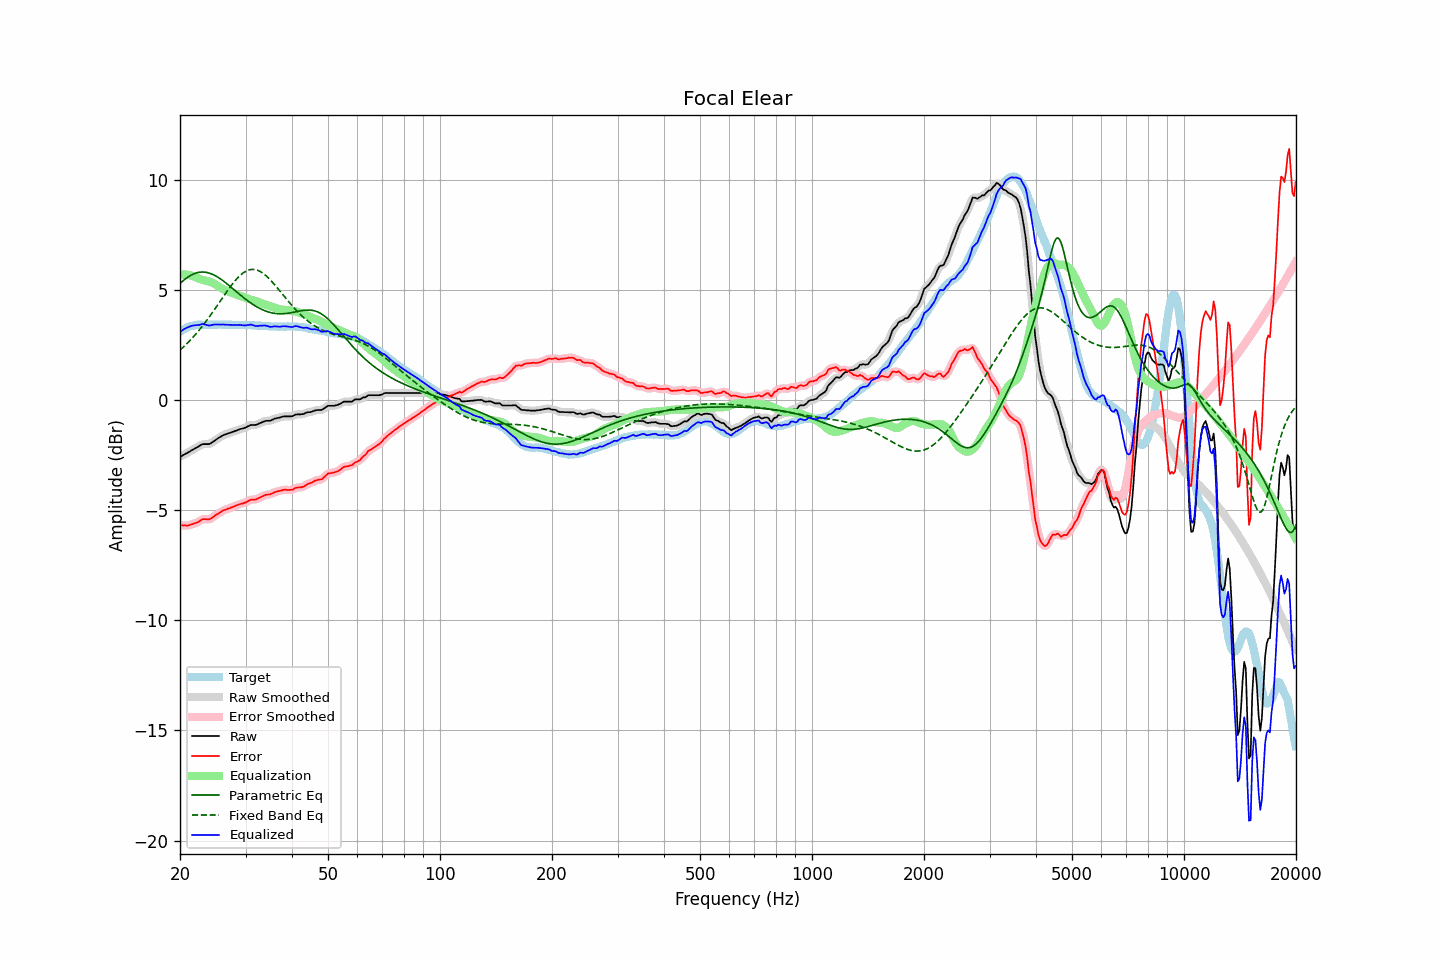 Focal Elear
Amplitude (dBr)
10
5
0
−5
−10
−15
−20
Target
Raw Smoothed
Error Smoothed
Raw
Error
Equalization
Parametric Eq
Fixed Band Eq
Equalized
20 50 100 200 500 1000 2000 5000 10000 20000
Frequency (Hz)